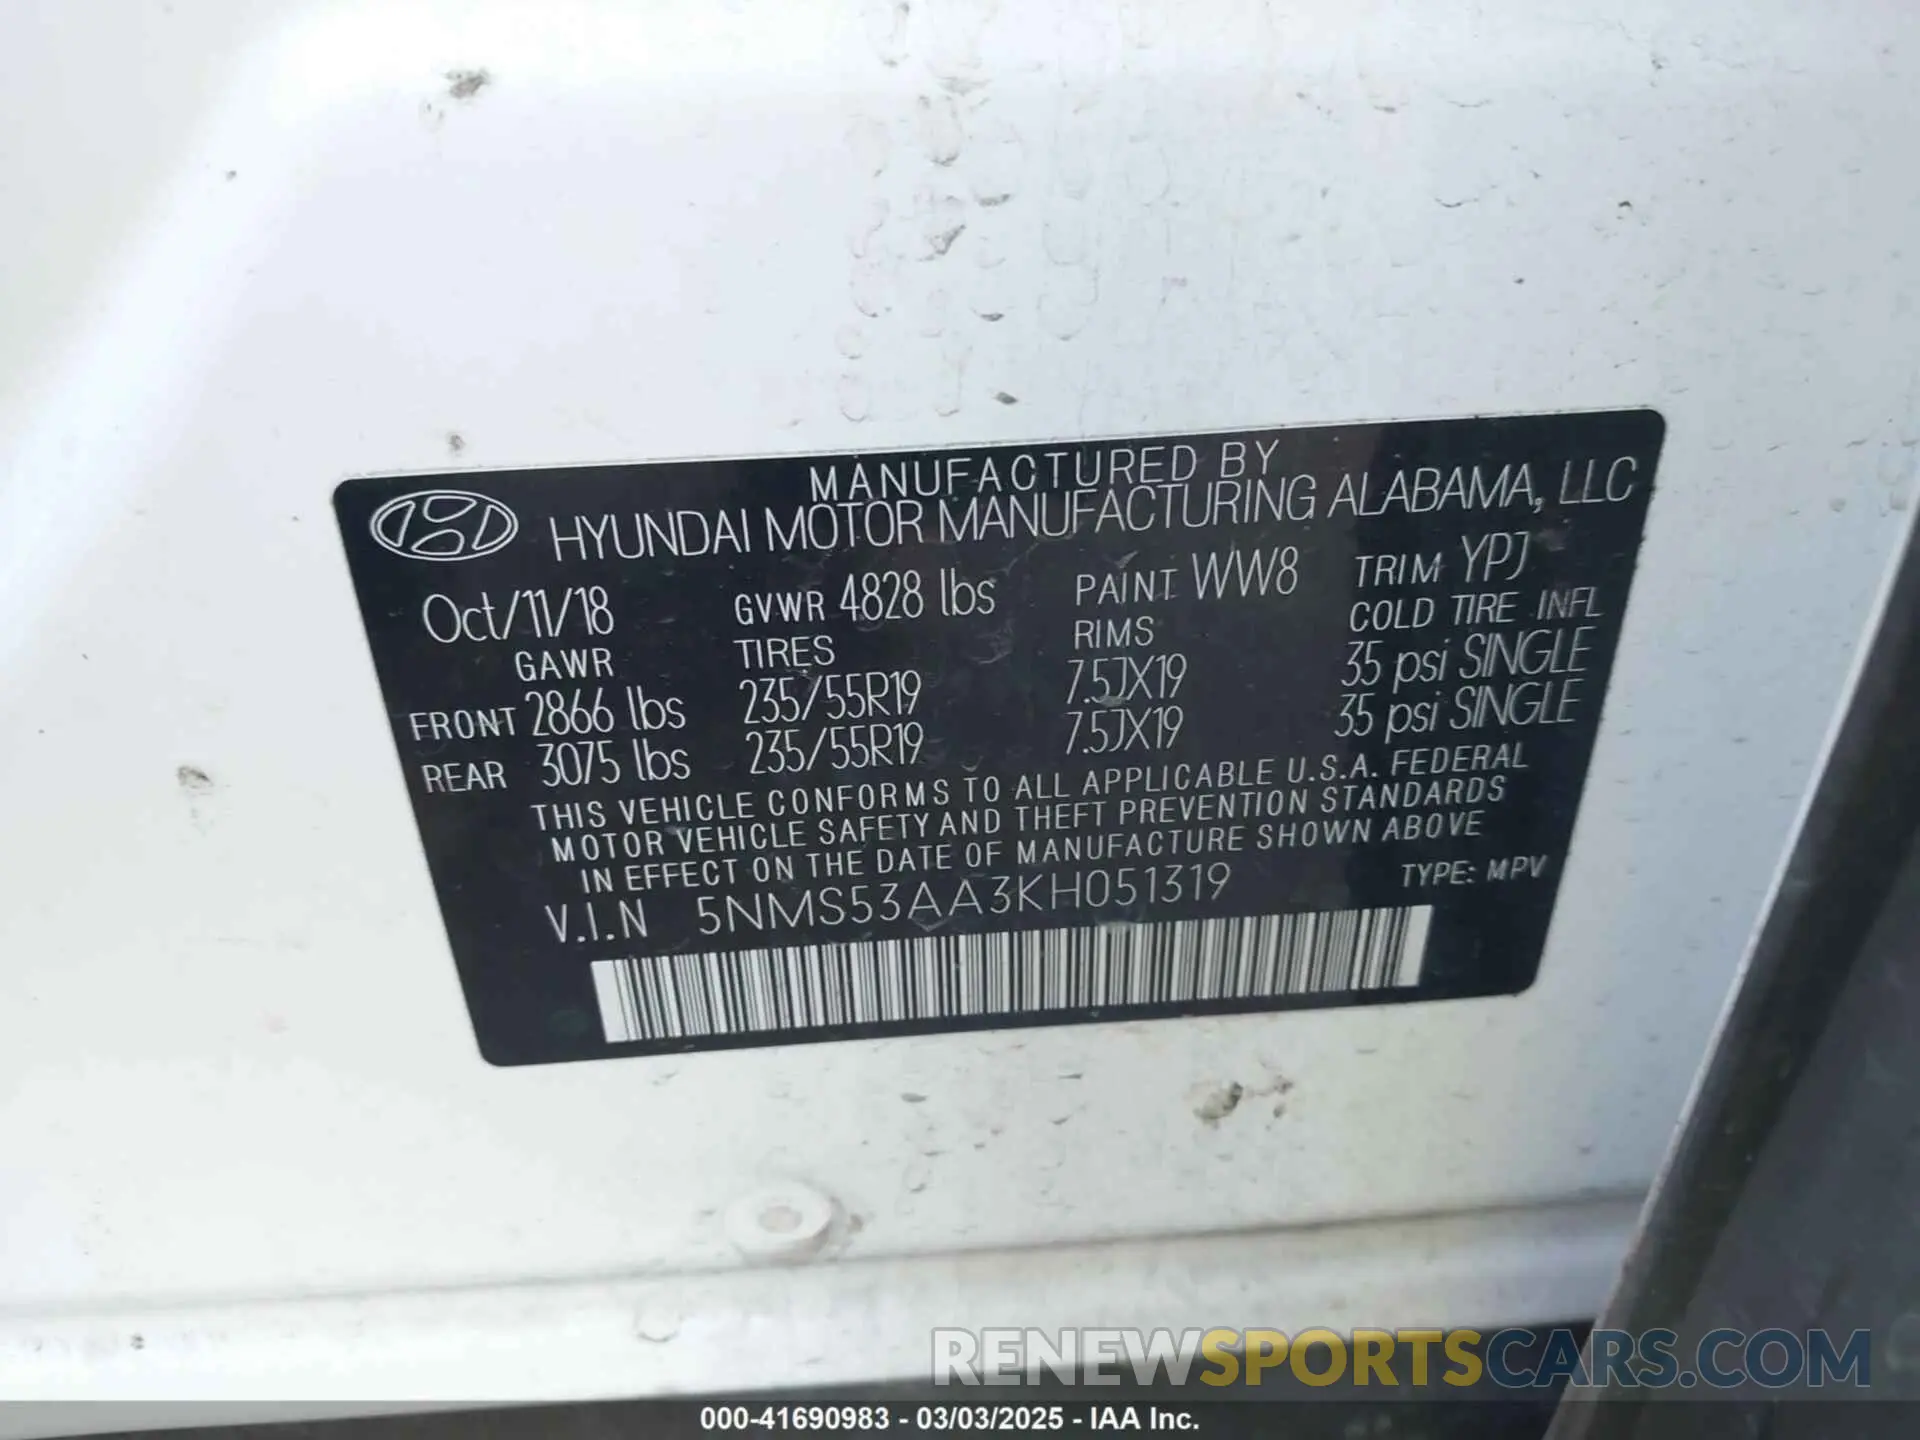 MANUFACTURED BY
HYUNDAI MOTOR MANUFACTURING ALABAMA, LLC
Oct/11/18 GVWR 4828 lbs PAINT WW8 TRIM YPJ
GAWR TIRES RIMS COLD TIRE INFL
FRONT 2866 lbs 235/55R19 7.5JX19 35 psi SINGLE
REAR 3075 lbs 235/55R19 7.5JX19 35 psi SINGLE
THIS VEHICLE CONFORMS TO ALL APPLICABLE U.S.A. FEDERAL
MOTOR VEHICLE SAFETY AND THEFT PREVENTION STANDARDS
IN EFFECT ON THE DATE OF MANUFACTURE SHOWN ABOVE
V.I.N 5NMS53AA3KH051319 TYPE: MPV
RENEWSPORTSCARS.COM
000-41690983 - 03/03/2025 - IAA Inc.